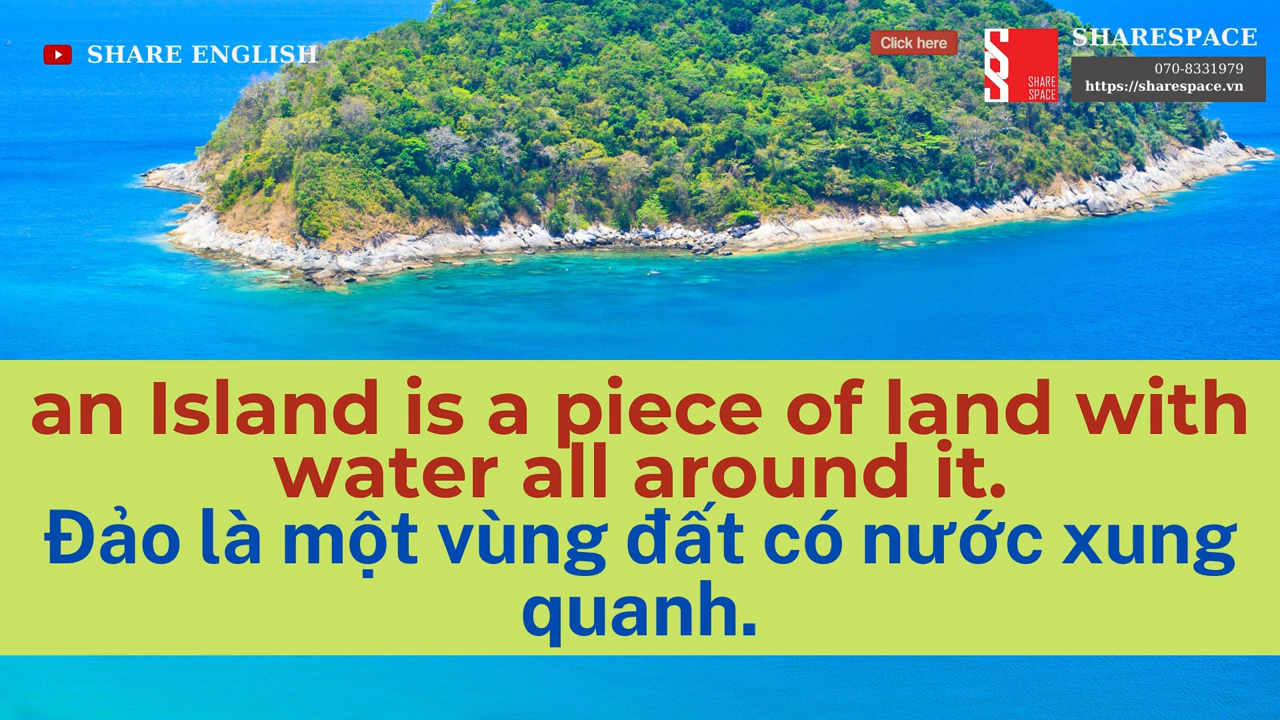 SHARE ENGLISH
Click here
SHARE
SPACE
SHARESPACE
070-8331979
https://sharespace.vn
an Island is a piece of land with
water all around it.
Đảo là một vùng đất có nước xung
quanh.